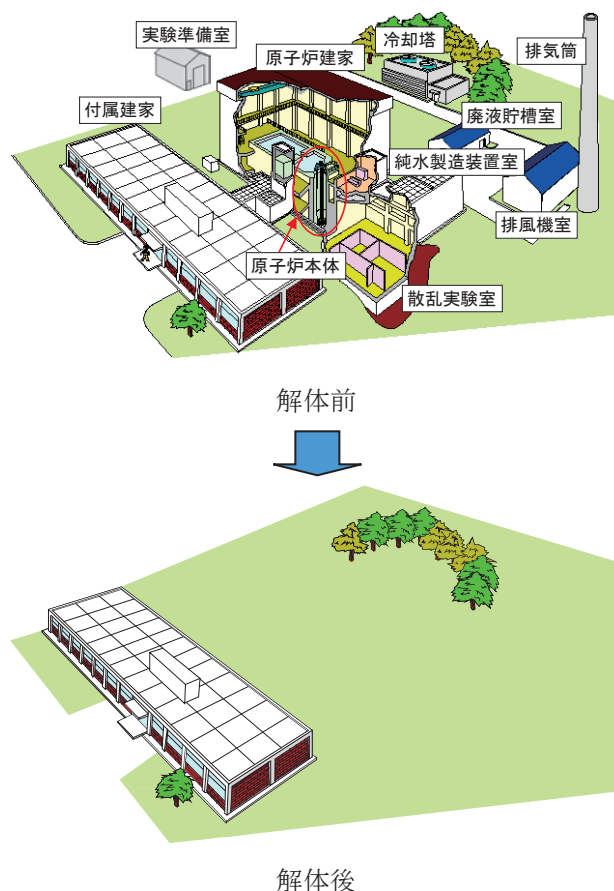 実験準備室
原子炉建家
冷却塔
排気筒
付属建家
廃液貯槽室
純水製造装置室
排風機室
原子炉本体
散乱実験室
解体前
解体後